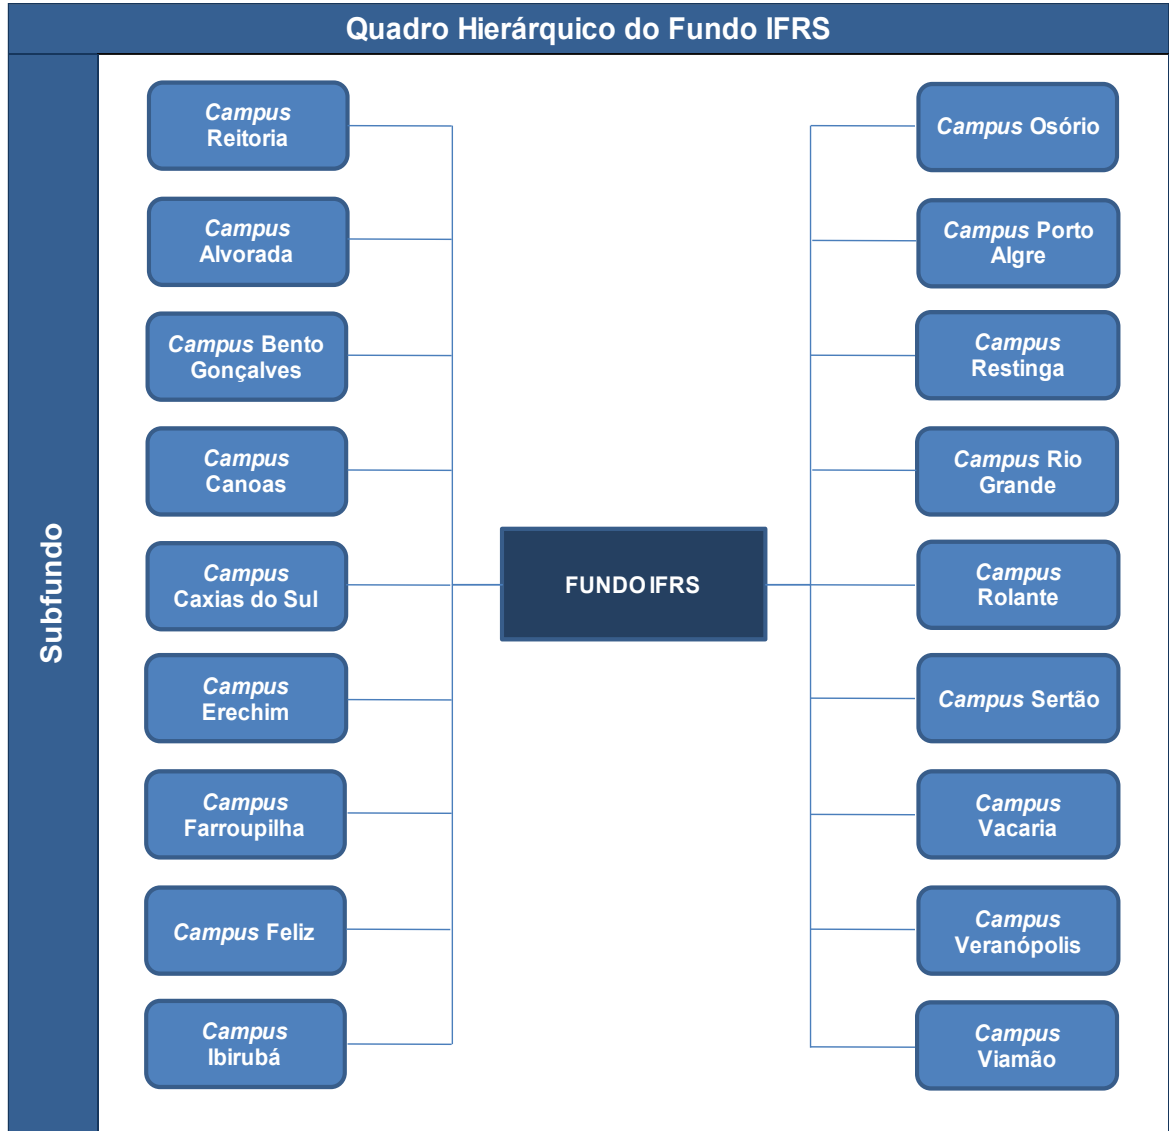 Quadro Hierárquico do Fundo IFRS
Subfundo
Campus
Reitoria
Campus
Alvorada
Campus Bento
Gonçalves
Campus
Canoas
Campus
Caxias do Sul
Campus
Erechim
Campus
Farroupilha
Campus Feliz
Campus
Ibirubá
FUNDO IFRS
Campus Osório
Campus Porto
Algre
Campus
Restinga
Campus Rio
Grande
Campus
Rolante
Campus Sertão
Campus
Vacaria
Campus
Veranópolis
Campus
Viamão